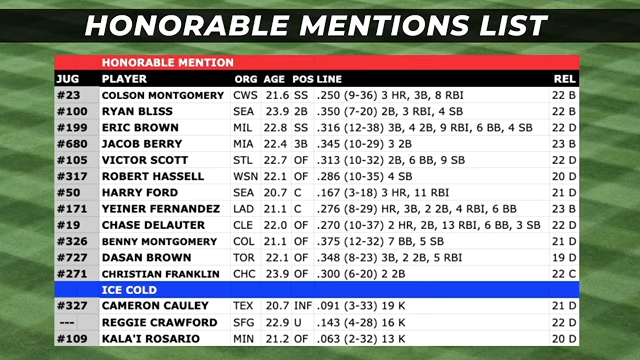 HONORABLE MENTIONS LIST
HONORABLE MENTION
JUG PLAYER ORG AGE POS LINE REL
#23 COLSON MONTGOMERY CWS 21.6 SS .250 (9-36) 3 HR, 3B, 8 RBI 22 B
#100 RYAN BLISS SEA 23.9 2B .350 (7-20) 2B, 3 RBI, 4 SB 22 B
#199 ERIC BROWN MIL 22.8 SS .316 (12-38) 3B, 4 2B, 9 RBI, 6 BB, 4 SB 22 D
#680 JACOB BERRY MIA 22.4 3B .345 (10-29) 3 2B 23 B
#105 VICTOR SCOTT STL 22.7 OF .313 (10-32) 2B, 6 BB, 9 SB 22 D
#317 ROBERT HASSELL WSN 22.1 OF .286 (10-35) 4 SB 20 D
#50 HARRY FORD SEA 20.7 C .167 (3-18) 3 HR, 11 RBI 21 D
#171 YEINER FERNANDEZ LAD 21.1 C .276 (8-29) HR, 3B, 2 2B, 4 RBI, 6 BB 23 B
#19 CHASE DELAUTER CLE 22.0 OF .270 (10-37) 2 HR, 2B, 13 RBI, 6 BB, 3 SB 22 D
#326 BENNY MONTGOMERY COL 21.1 OF .375 (12-32) 7 BB, 5 SB 21 D
#727 DASAN BROWN TOR 22.1 OF .348 (8-23) 3B, 2 2B, 5 RBI 19 D
#271 CHRISTIAN FRANKLIN CHC 23.9 OF .300 (6-20) 2 2B 22 C
ICE COLD
#327 CAMERON CAULEY TEX 20.7 INF .091 (3-33) 19 K 21 D
--- REGGIE CRAWFORD SFG 22.9 U .143 (4-28) 16 K 22 D
#109 KALA'I ROSARIO MIN 21.2 OF .063 (2-32) 13 K 20 D